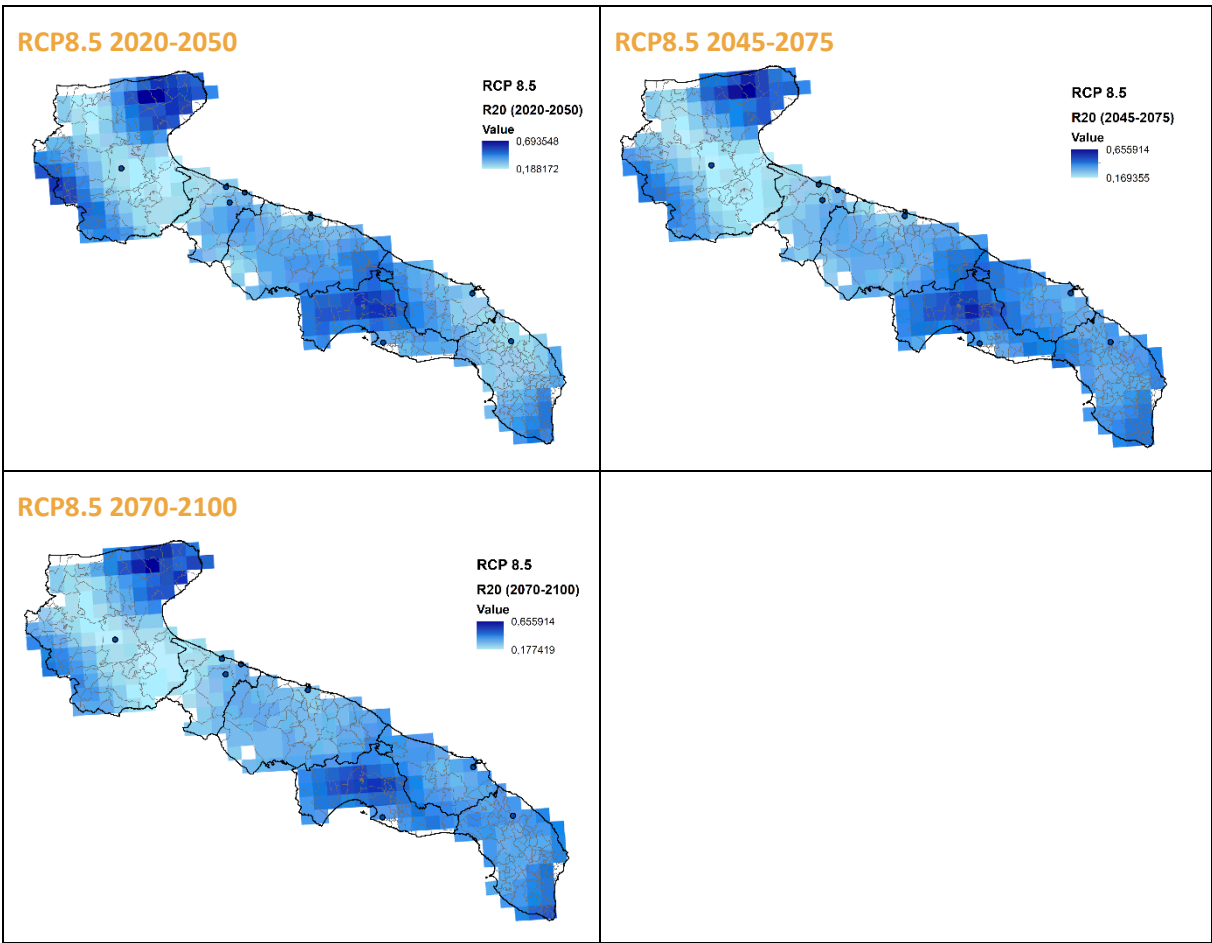 RCP8.5 2020-2050
RCP 8.5
R20 (2020-2050)
Value
0,693548
0,188172
RCP8.5 2045-2075
RCP 8.5
R20 (2045-2075)
Value
0,655914
0,169355
RCP8.5 2070-2100
RCP 8.5
R20 (2070-2100)
Value
0.655914
0.177419